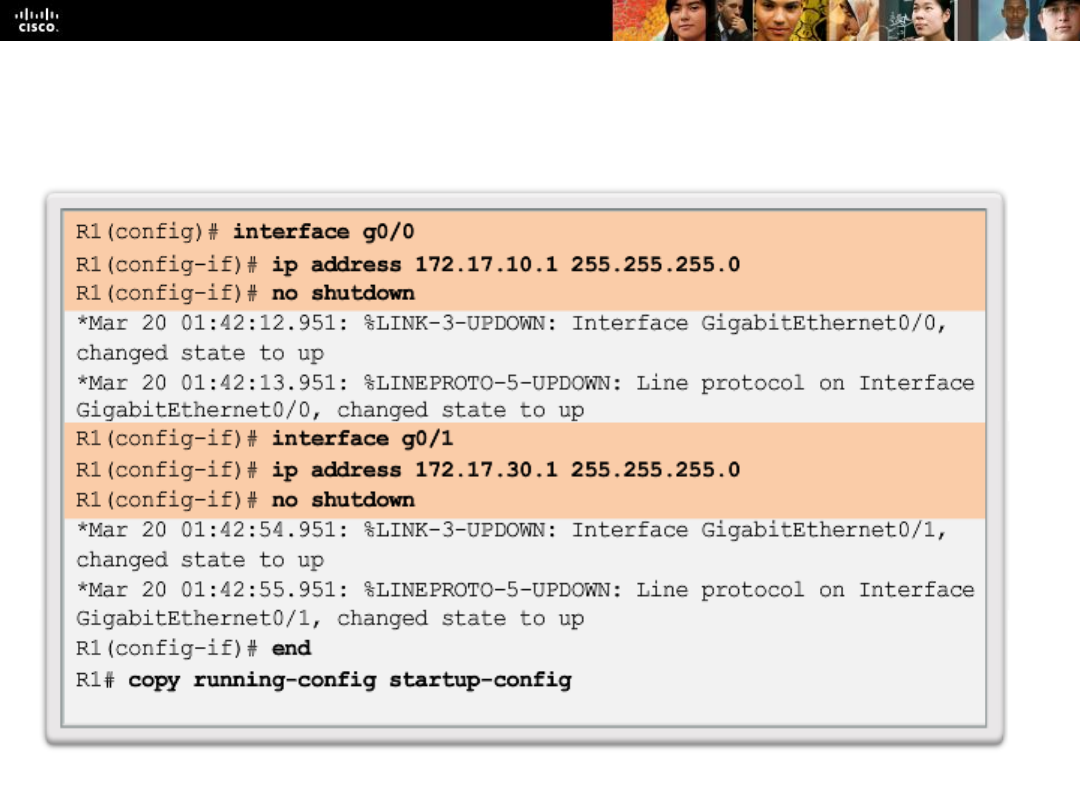 CISCO.
R1(config)# interface g0/0
R1(config-if)# ip address 172.17.10.1 255.255.255.0
R1(config-if)# no shutdown
*Mar 20 01:42:12.951: %LINK-3-UPDOWN: Interface GigabitEthernet0/0,
changed state to up
*Mar 20 01:42:13.951: %LINEPROTO-5-UPDOWN: Line protocol on Interface
GigabitEthernet0/0, changed state to up
R1(config-if)# interface g0/1
R1(config-if)# ip address 172.17.30.1 255.255.255.0
R1(config-if)# no shutdown
*Mar 20 01:42:54.951: %LINK-3-UPDOWN: Interface GigabitEthernet0/1,
changed state to up
*Mar 20 01:42:55.951: %LINEPROTO-5-UPDOWN: Line protocol on Interface
GigabitEthernet0/1, changed state to up
R1(config-if)# end
R1# copy running-config startup-config